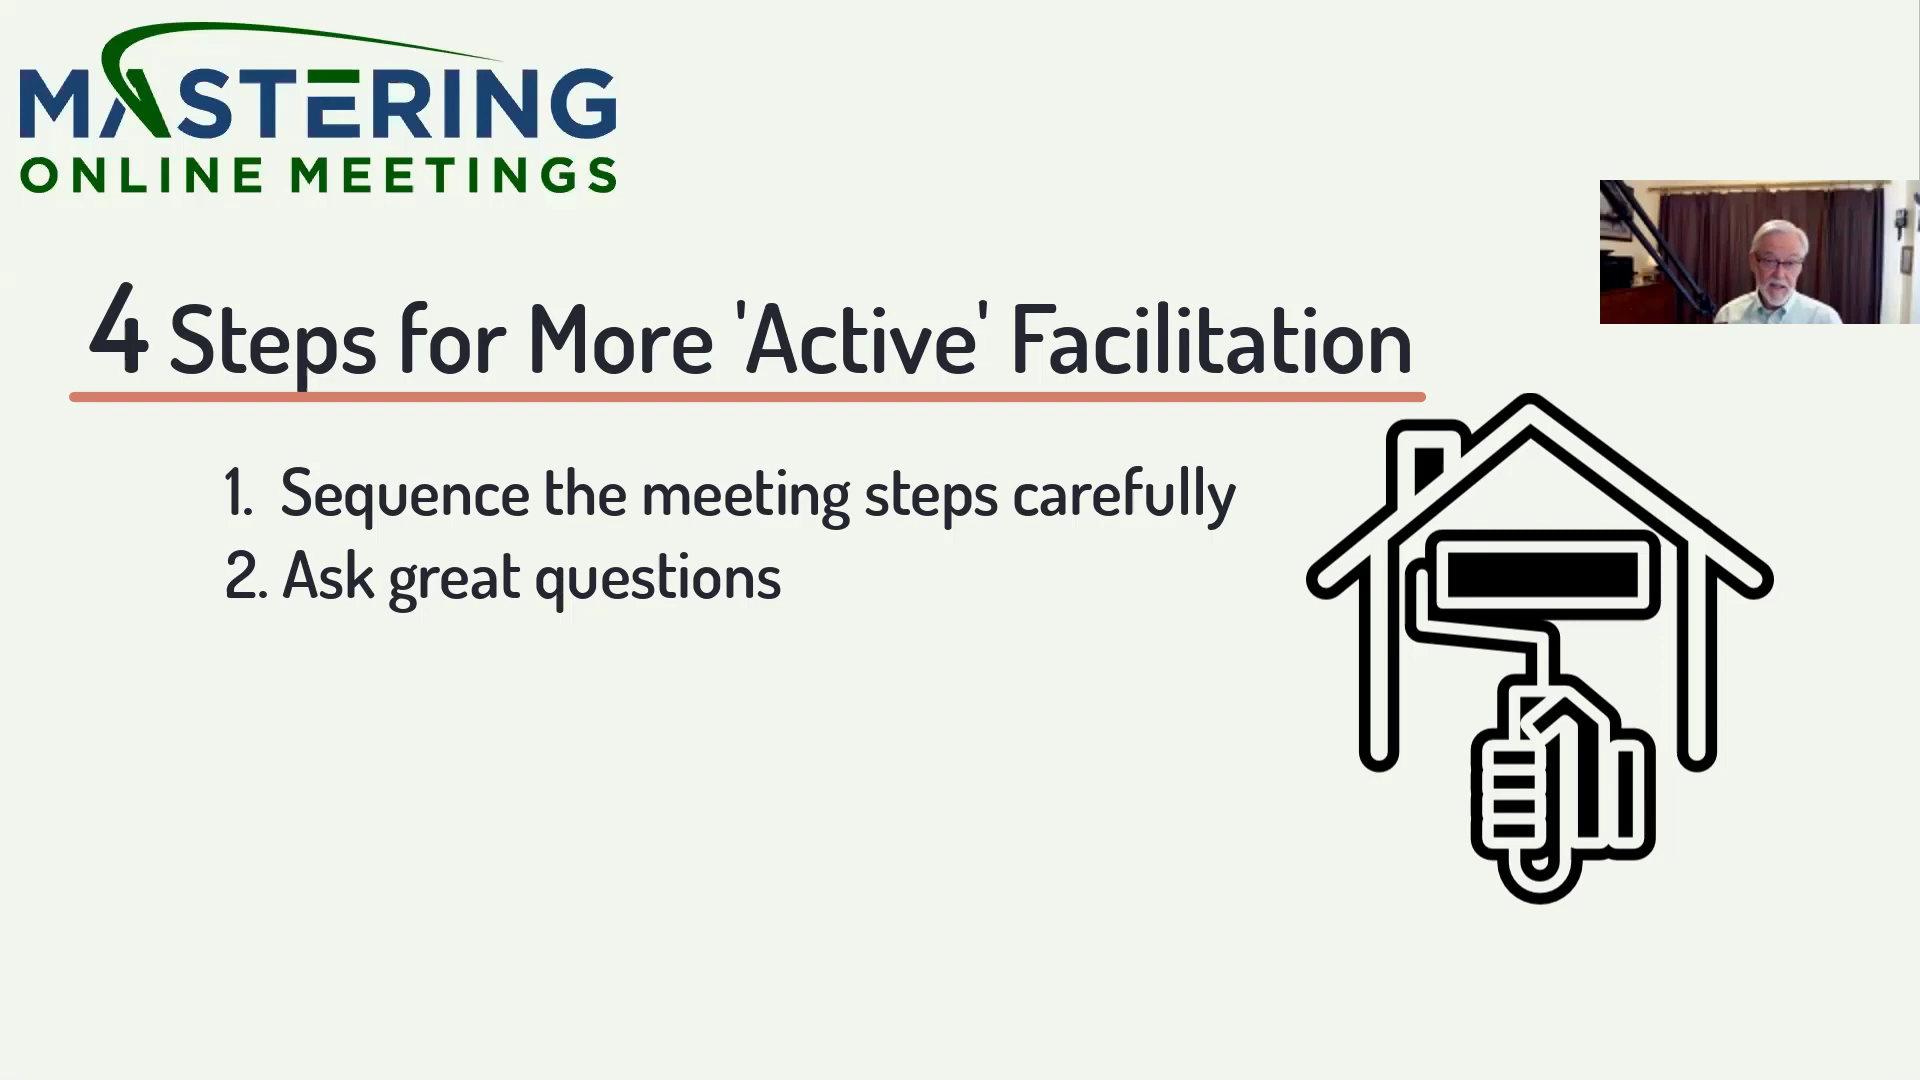 MASTERING
ONLINE MEETINGS
4 Steps for More 'Active' Facilitation
1. Sequence the meeting steps carefully
2. Ask great questions